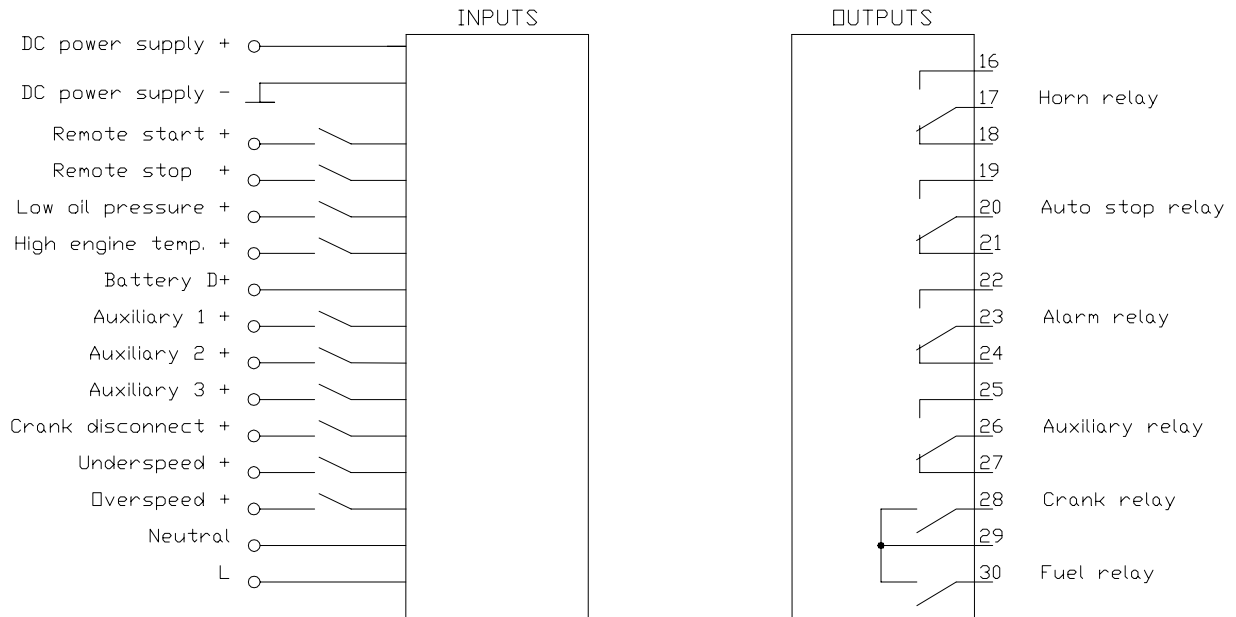 INPUTS
DC power supply +
DC power supply -
Remote start +
Remote stop +
Low oil pressure +
High engine temp. +
Battery D+
Auxiliary 1 +
Auxiliary 2 +
Auxiliary 3 +
Crank disconnect +
Underspeed +
Overspeed +
Neutral
L
OUTPUTS
16
17 Horn relay
18
19
20 Auto stop relay
21
22
23 Alarm relay
24
25
26 Auxiliary relay
27
28 Crank relay
29
30 Fuel relay